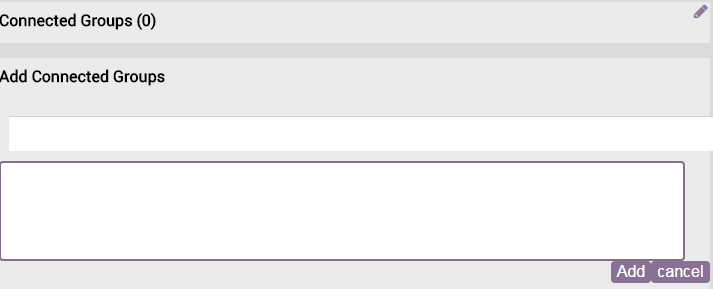 Connected Groups (0)
Add Connected Groups
Add cancel